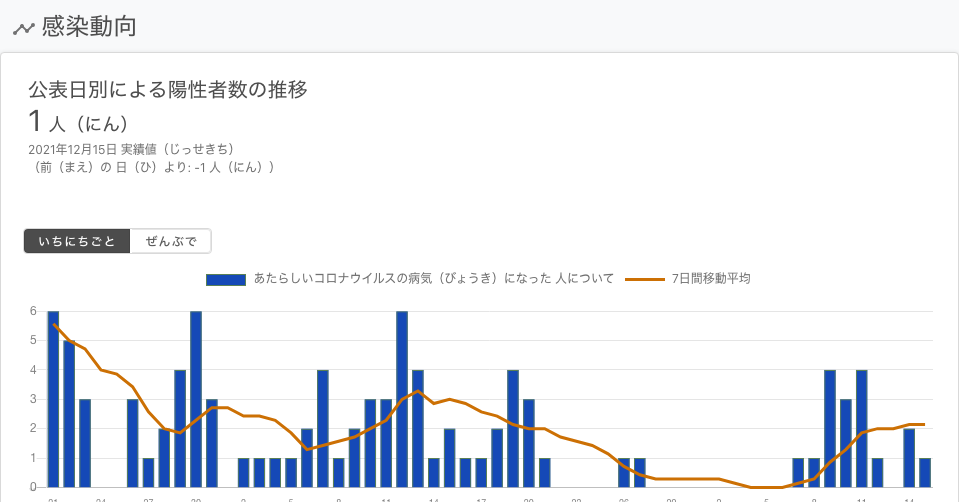 感染動向
公表日別による陽性者数の推移
1 人（にん）
2021年12月15日 実績値（じっせきち）
（前（まえ）の 日（ひ）より: -1 人（にん））
いちにちごと ぜんぶで
あたらしいコロナウイルスの病気（びょうき）になった 人について 7日間移動平均
6
5
4
3
2
1
0